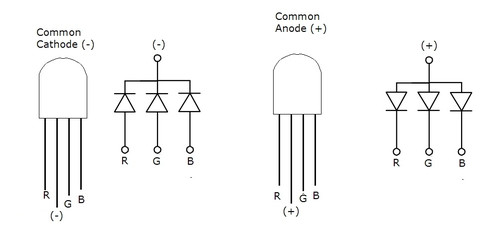 Common
Cathode (-)
(-)
R G B
R G B
(-)
Common
Anode (+)
(+)
R G B
R G B
(+)